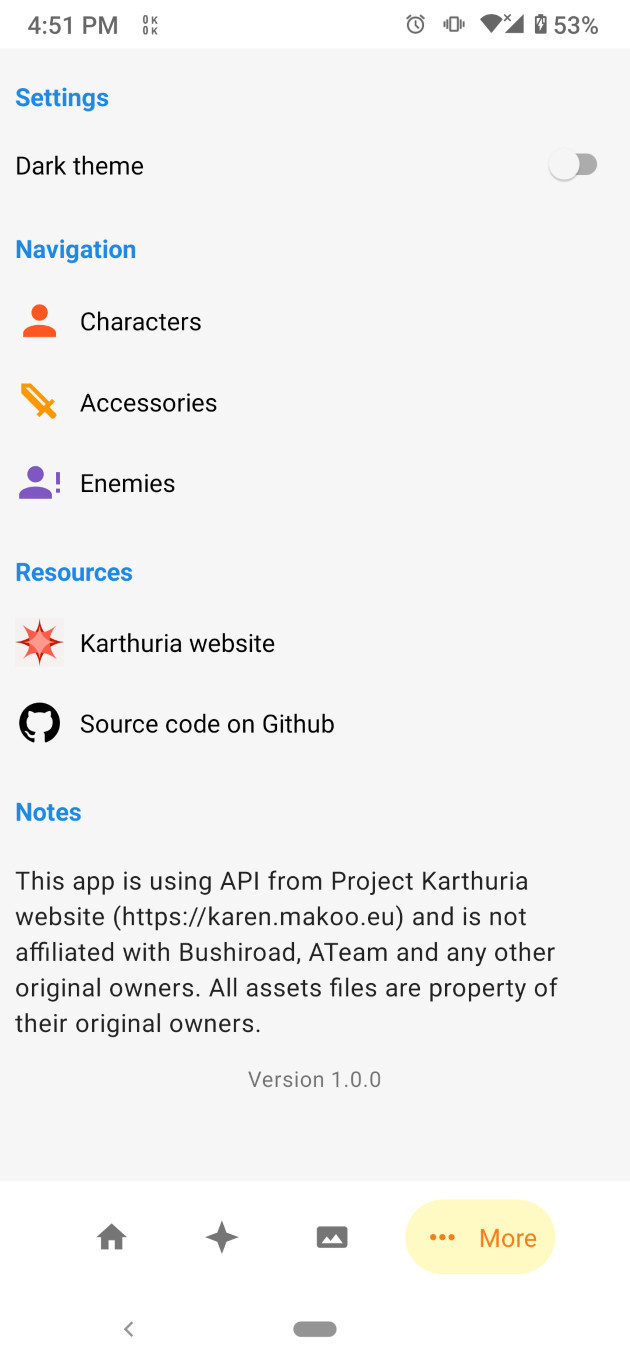 4:51 PM 0K 0K 53%
Settings
Dark theme
Navigation
Characters
Accessories
Enemies
Resources
Karthuria website
Source code on Github
Notes
This app is using API from Project Karthuria
website (https://karen.makoo.eu) and is not
affiliated with Bushiroad, ATeam and any other
original owners. All assets files are property of
their original owners.
Version 1.0.0
More